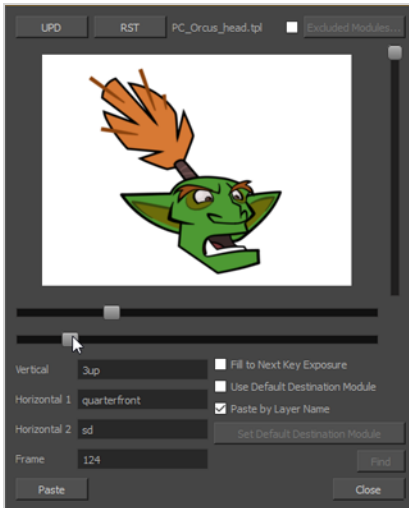 UPD RST PC_Orcus_head.tpl Excluded Modules...
Vertical 3up Fill to Next Key Exposure
Use Default Destination Module
Horizontal 1 quarterfront Paste by Layer Name
Horizontal 2 sd Set Default Destination Module
Frame 124 Find
Paste Close